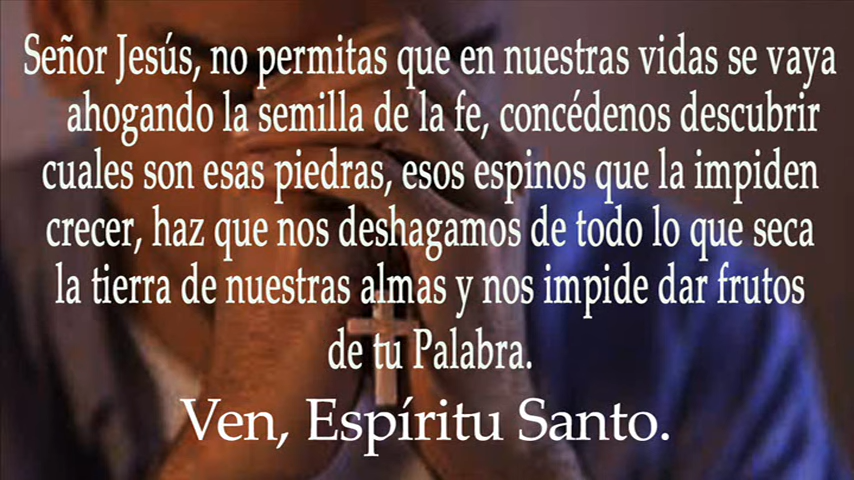 Señor Jesús, no permitas que en nuestras vidas se vaya
ahogando la semilla de la fe, concédenos descubrir
cuales son esas piedras, esos espinos que la impiden
crecer, haz que nos deshagamos de todo lo que seca
la tierra de nuestras almas y nos impide dar frutos
de tu Palabra.
Ven, Espíritu Santo.